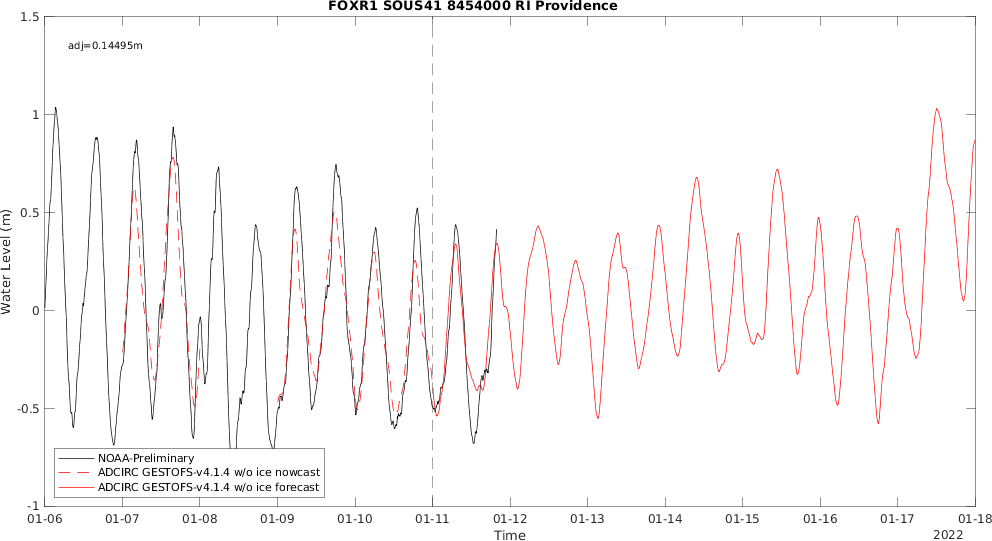 FOXR1 SOUS41 8454000 RI Providence
adj=0.14495m
1.5
1
0.5
0
-0.5
-1
Water Level (m)
NOAA-Preliminary
ADCIRC GESTOFS-v4.1.4 w/o ice nowcast
ADCIRC GESTOFS-v4.1.4 w/o ice forecast
01-06 01-07 01-08 01-09 01-10 01-11 01-12 01-13 01-14 01-15 01-16 01-17 01-18
Time
2022